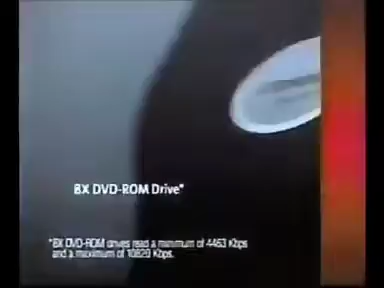 8X DVD-ROM Drive*
*8X DVD-ROM drives read a minimum of 4463 Kbps
and a maximum of 10820 Kbps.